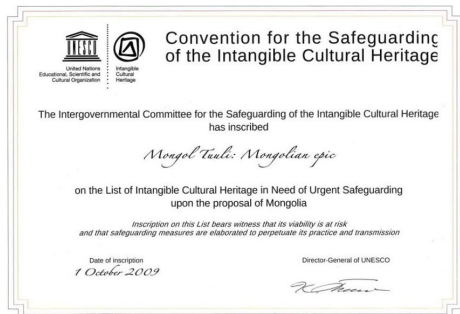 Convention for the Safeguarding
of the Intangible Cultural Heritage
UNESCO
United Nations
Educational, Scientific and
Cultural Organization
Intangible
Cultural
Heritage
The Intergovernmental Committee for the Safeguarding of the Intangible Cultural Heritage
has inscribed
Mongol Tuuli: Mongolian epic
on the List of Intangible Cultural Heritage in Need of Urgent Safeguarding
upon the proposal of Mongolia
Inscription on this List bears witness that its viability is at risk
and that safeguarding measures are elaborated to perpetuate its practice and transmission
Date of inscription
1 October 2009
Director-General of UNESCO